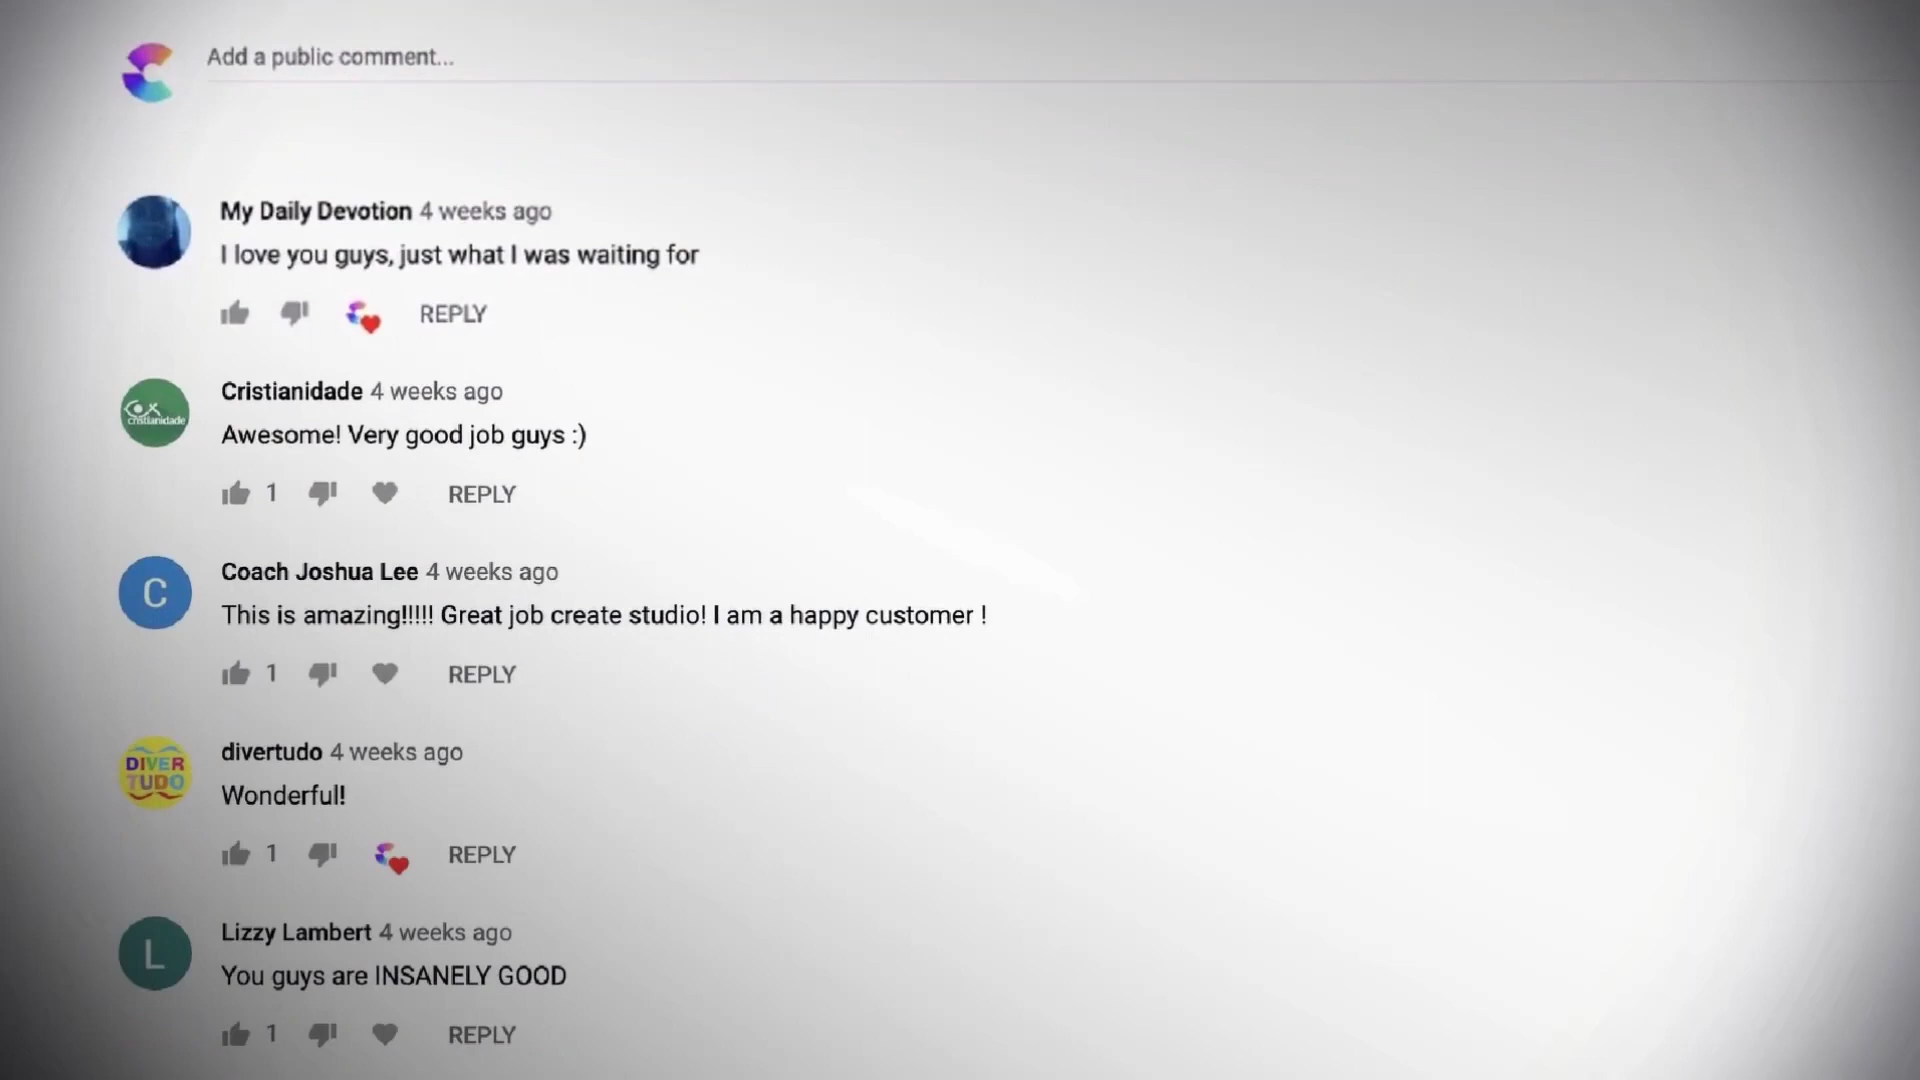 Add a public comment...
My Daily Devotion 4 weeks ago
I love you guys, just what I was waiting for
REPLY
Cristianidade 4 weeks ago
cristianidade
Awesome! Very good job guys :)
1 REPLY
Coach Joshua Lee 4 weeks ago
C
This is amazing!!!!! Great job create studio! I am a happy customer !
1 REPLY
divertudo 4 weeks ago
DIVER
TUDO
Wonderful!
1 REPLY
Lizzy Lambert 4 weeks ago
L
You guys are INSANELY GOOD
1 REPLY